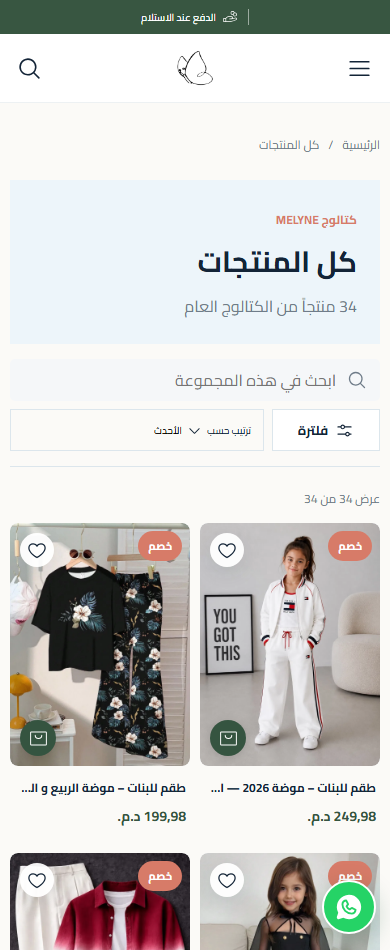 الدفع عند الاستلام
الرئيسية / كل المنتجات
كتالوج MELYNE
كل المنتجات
34 منتجاً من الكتالوج العام
ابحث في هذه المجموعة
فلترة
ترتيب حسب الأحدث
عرض 34 من 34
خصم
YOU
GOT
THIS
طقم للبنات – موضة 2026 — ا...
249,98 د.م.
خصم
طقم للبنات – موضة الربيع و الـ...
199,98 د.م.
خصم
خصم